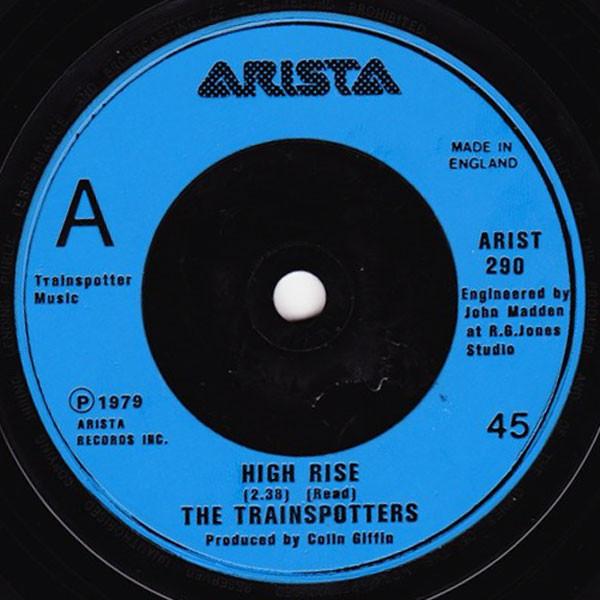 ARISTA
MADE IN
ENGLAND
A
ARIST
290
Trainspotter
Music
Engineered by
John Madden
at R.G.Jones
Studio
℗ 1979
ARISTA
RECORDS INC.
45
HIGH RISE
(2.38) (Read)
THE TRAINSPOTTERS
Produced by Colin Giffin